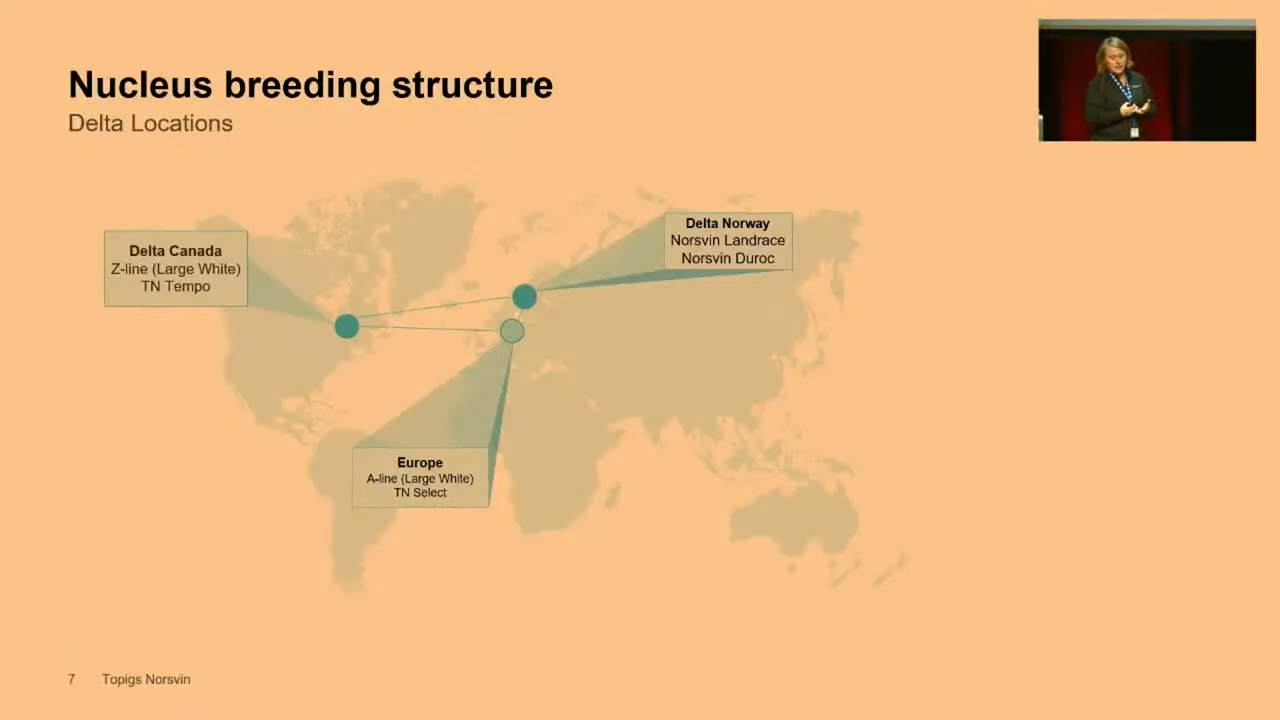 Nucleus breeding structure
Delta Locations
Delta Canada
Z-line (Large White)
TN Tempo
Delta Norway
Norsvin Landrace
Norsvin Duroc
Europe
A-line (Large White)
TN Select
7 Topigs Norsvin